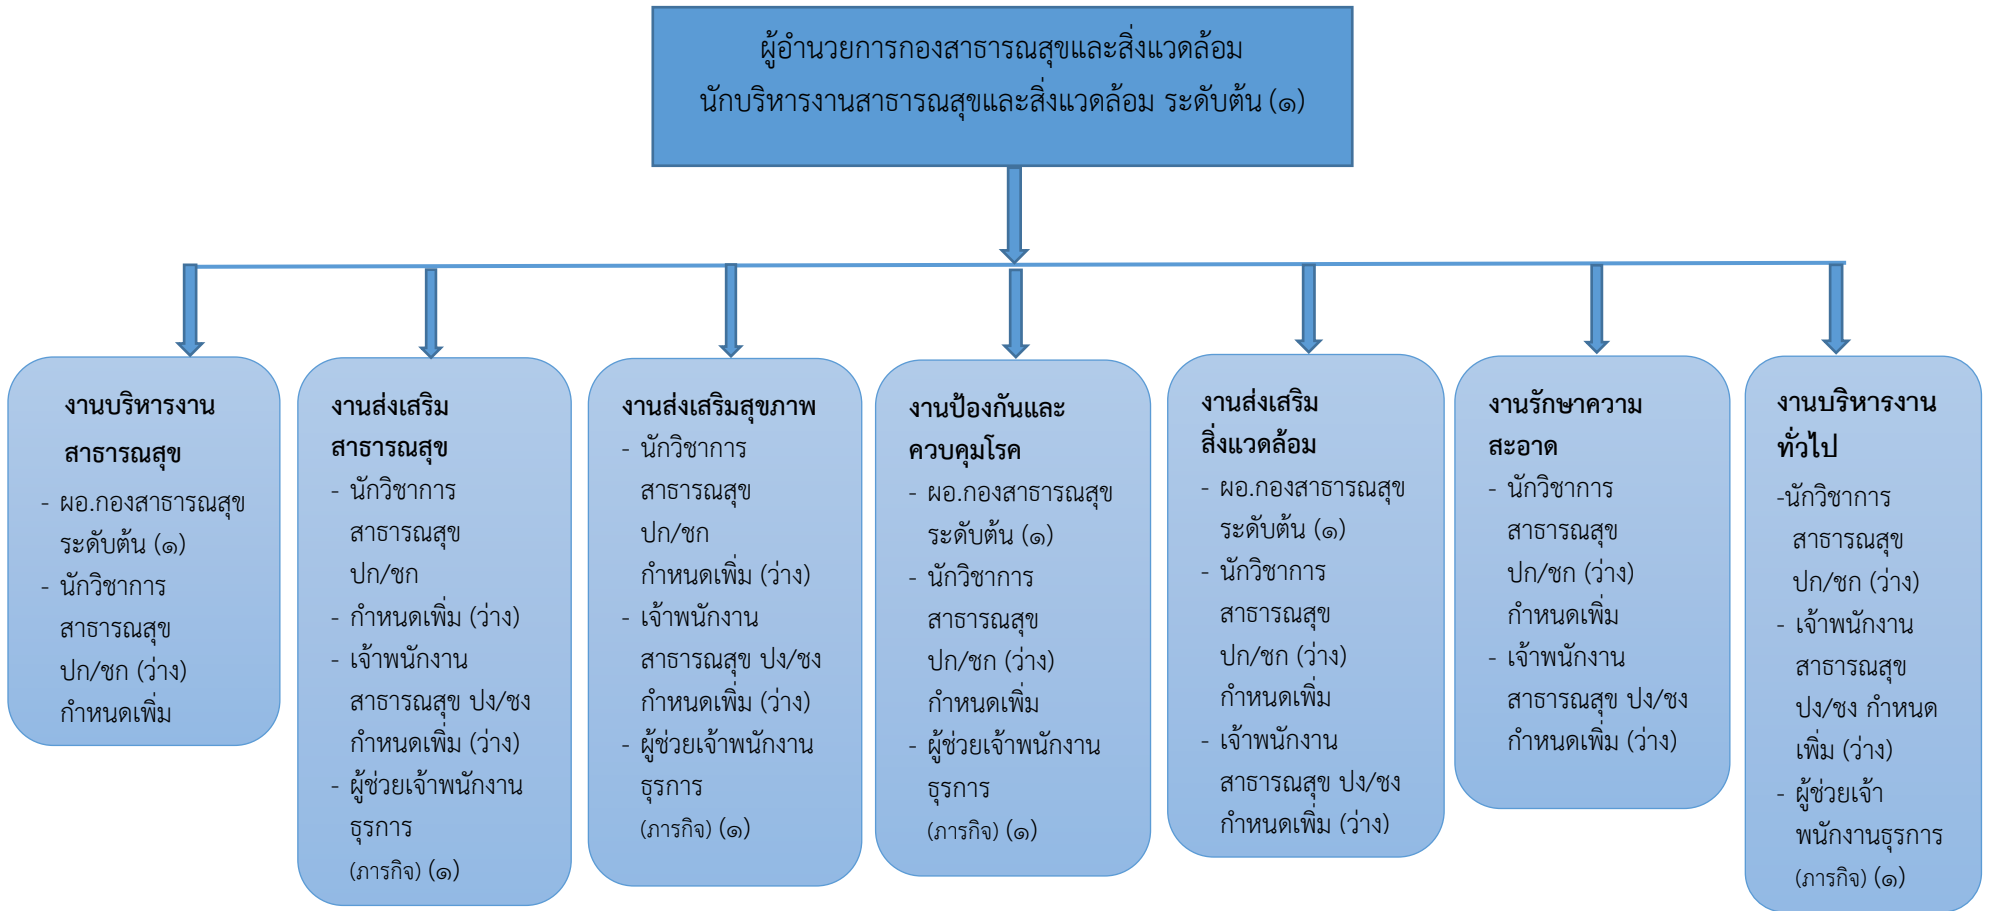 ผู้อำนวยการกองสาธารณสุขและสิ่งแวดล้อม
นักบริหารงานสาธารณสุขและสิ่งแวดล้อม ระดับต้น (๑)
งานบริหารงาน
สาธารณสุข
- ผอ.กองสาธารณสุข
ระดับต้น (๑)
- นักวิชาการ
สาธารณสุข
ปก/ชก (ว่าง)
กำหนดเพิ่ม
งานส่งเสริม
สาธารณสุข
- นักวิชาการ
สาธารณสุข
ปก/ชก
- กำหนดเพิ่ม (ว่าง)
- เจ้าพนักงาน
สาธารณสุข ปง/ชง
กำหนดเพิ่ม (ว่าง)
- ผู้ช่วยเจ้าพนักงาน
ธุรการ
(ภารกิจ) (๑)
งานส่งเสริมสุขภาพ
- นักวิชาการ
สาธารณสุข
ปก/ชก
กำหนดเพิ่ม (ว่าง)
- เจ้าพนักงาน
สาธารณสุข ปง/ชง
กำหนดเพิ่ม (ว่าง)
- ผู้ช่วยเจ้าพนักงาน
ธุรการ
(ภารกิจ) (๑)
งานป้องกันและ
ควบคุมโรค
- ผอ.กองสาธารณสุข
ระดับต้น (๑)
- นักวิชาการ
สาธารณสุข
ปก/ชก (ว่าง)
กำหนดเพิ่ม
- ผู้ช่วยเจ้าพนักงาน
ธุรการ
(ภารกิจ) (๑)
งานส่งเสริม
สิ่งแวดล้อม
- ผอ.กองสาธารณสุข
ระดับต้น (๑)
- นักวิชาการ
สาธารณสุข
ปก/ชก (ว่าง)
กำหนดเพิ่ม
- เจ้าพนักงาน
สาธารณสุข ปง/ชง
กำหนดเพิ่ม (ว่าง)
งานรักษาความ
สะอาด
- นักวิชาการ
สาธารณสุข
ปก/ชก (ว่าง)
กำหนดเพิ่ม
- เจ้าพนักงาน
สาธารณสุข ปง/ชง
กำหนดเพิ่ม (ว่าง)
งานบริหารงาน
ทั่วไป
-นักวิชาการ
สาธารณสุข
ปก/ชก (ว่าง)
- เจ้าพนักงาน
สาธารณสุข
ปง/ชง กำหนด
เพิ่ม (ว่าง)
- ผู้ช่วยเจ้า
พนักงานธุรการ
(ภารกิจ) (๑)